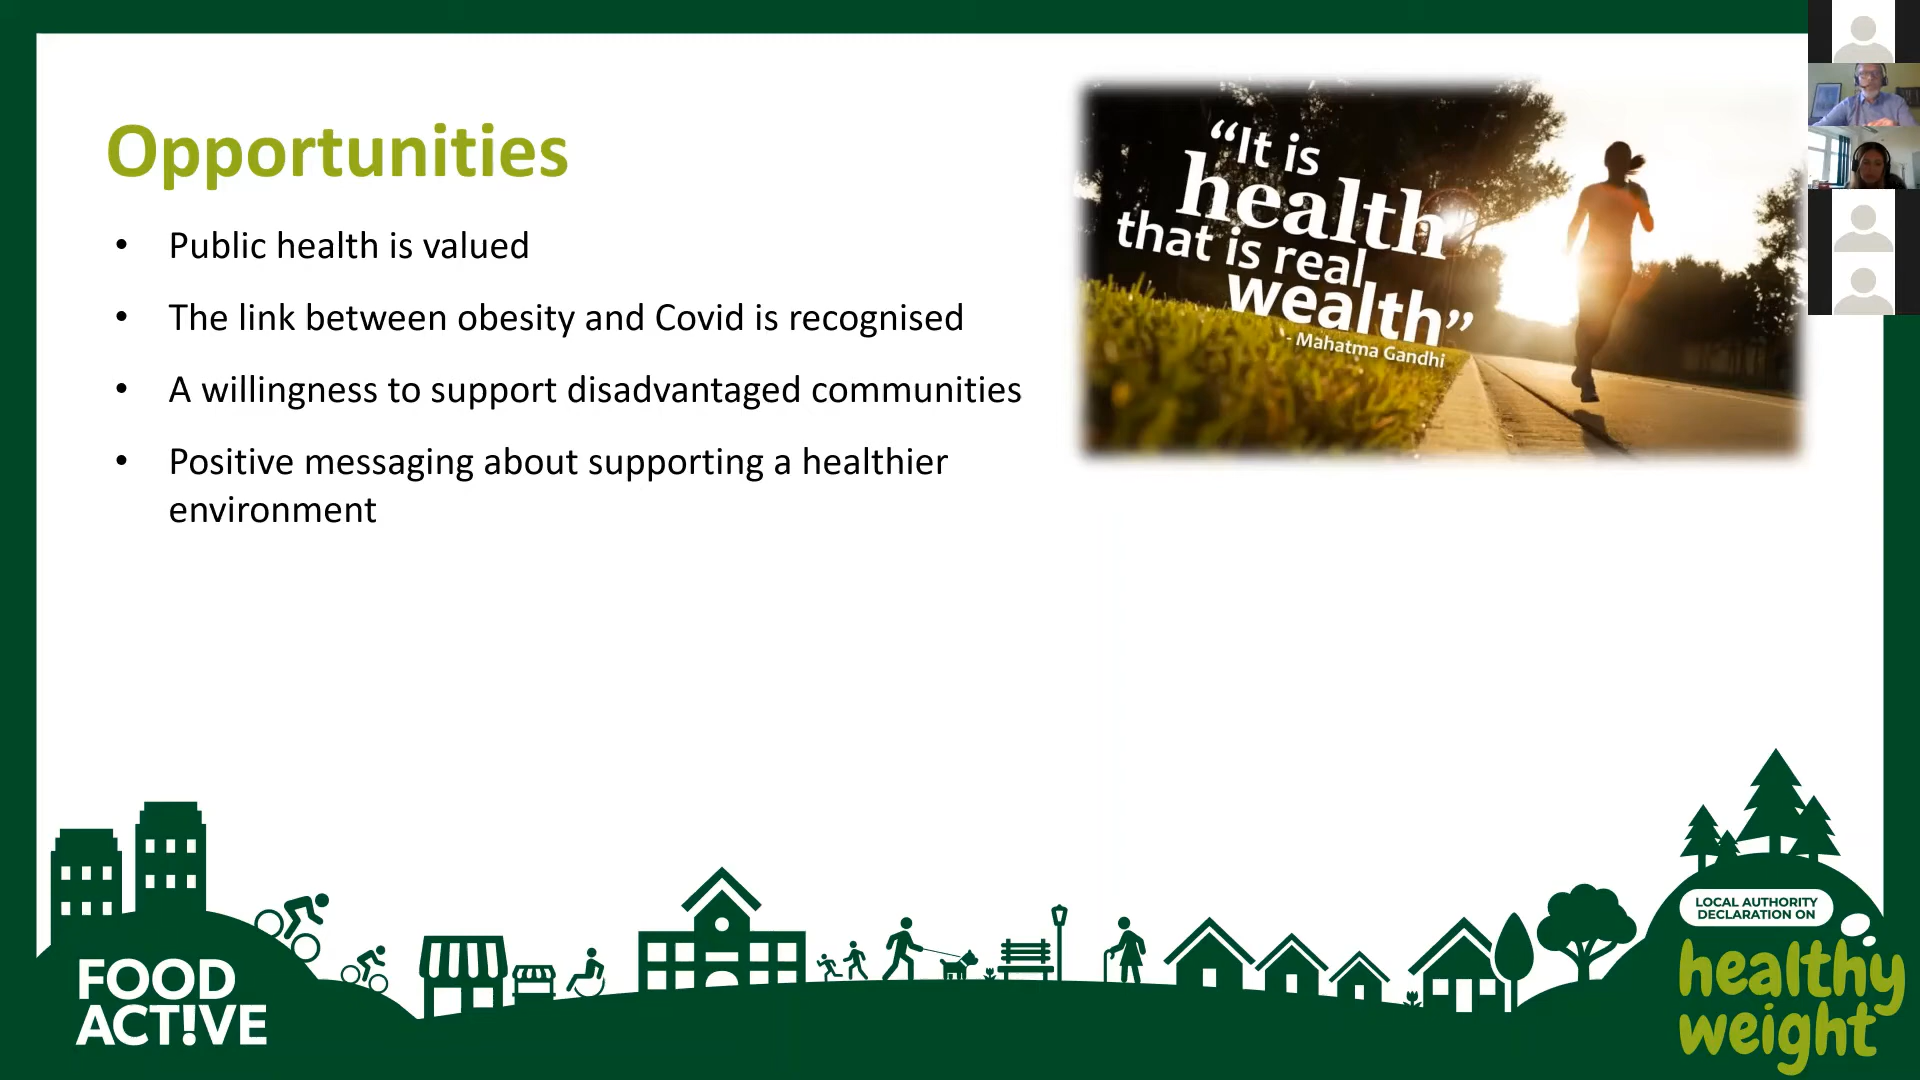 Opportunities
• Public health is valued
• The link between obesity and Covid is recognised
• A willingness to support disadvantaged communities
• Positive messaging about supporting a healthier
environment
“It is
health
that is real
wealth”
- Mahatma Gandhi
FOOD
ACT!VE
LOCAL AUTHORITY
DECLARATION ON
healthy
weight